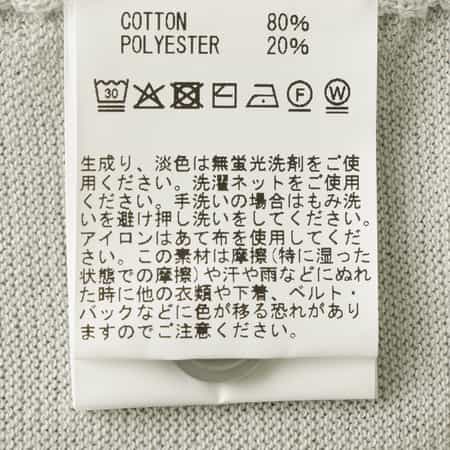 COTTON 80%
POLYESTER 20%
30 F W
生成り、淡色は無蛍光洗剤をご使
用ください。洗濯ネットをご使用
ください。手洗いの場合はもみ洗
いを避け押し洗いをしてください。
アイロンはあて布を使用してくだ
さい。この素材は摩擦(特に湿った
状態での摩擦)や汗や雨などにぬれ
た時に他の衣類や下着、ベルト・
バックなどに色が移る恐れがあり
ますのでご注意ください。